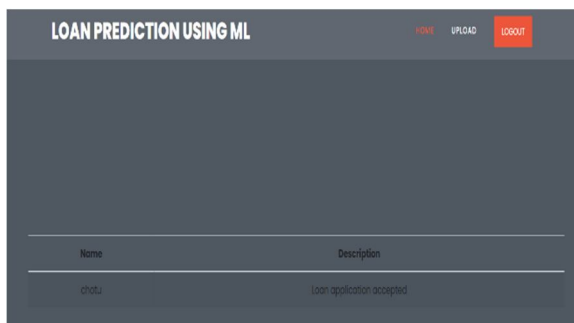 LOAN PREDICTION USING ML
HOME UPLOAD LOGOUT
Name Description
chotu Loan application accepted